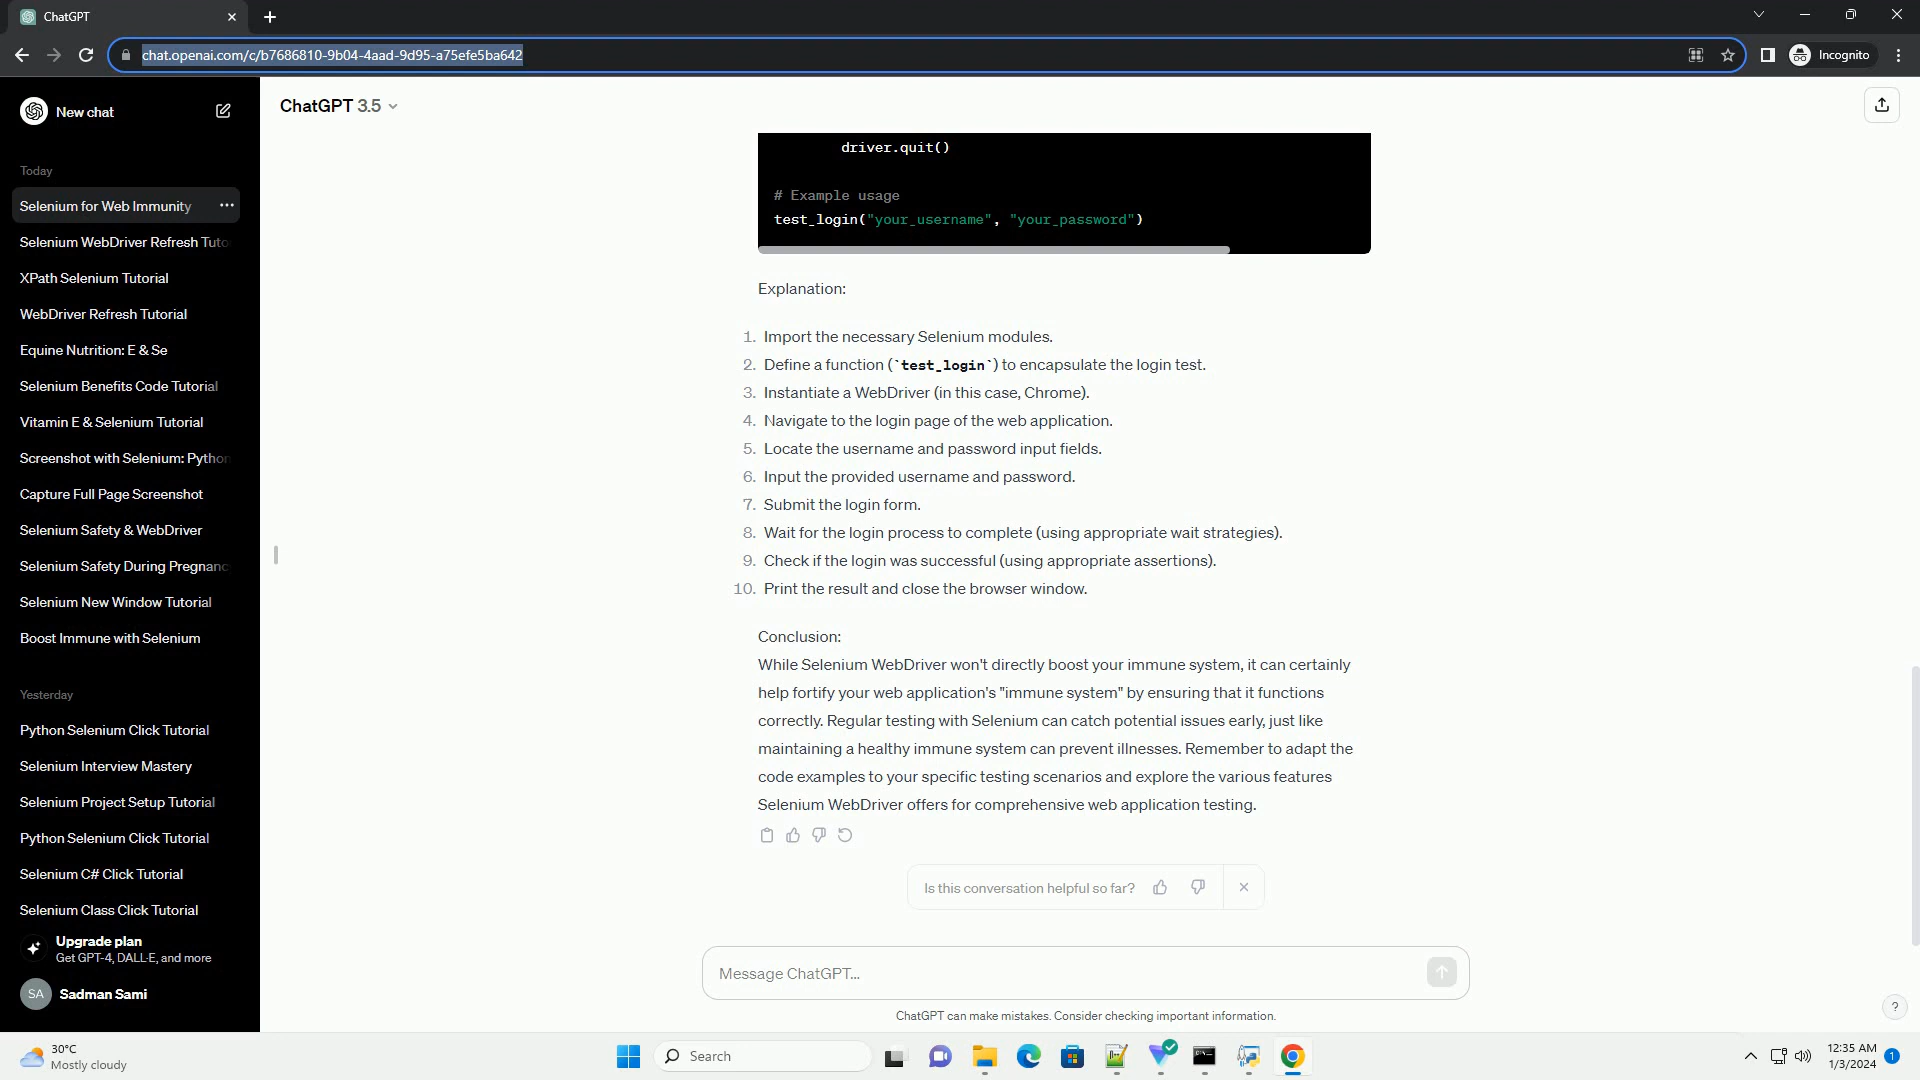 ChatGPT
chat.openai.com/c/b7686810-9b04-4aad-9d95-a75efe5ba642
Incognito
New chat
Today
Selenium for Web Immunity
Selenium WebDriver Refresh Tuto
XPath Selenium Tutorial
WebDriver Refresh Tutorial
Equine Nutrition: E & Se
Selenium Benefits Code Tutorial
Vitamin E & Selenium Tutorial
Screenshot with Selenium: Python
Capture Full Page Screenshot
Selenium Safety & WebDriver
Selenium Safety During Pregnanc
Selenium New Window Tutorial
Boost Immune with Selenium
Yesterday
Python Selenium Click Tutorial
Selenium Interview Mastery
Selenium Project Setup Tutorial
Python Selenium Click Tutorial
Selenium C# Click Tutorial
Selenium Class Click Tutorial
Upgrade plan
Get GPT-4, DALL·E, and more
SA
Sadman Sami
ChatGPT 3.5
driver.quit()
# Example usage
test_login("your_username", "your_password")
Explanation:
1. Import the necessary Selenium modules.
2. Define a function (`test_login`) to encapsulate the login test.
3. Instantiate a WebDriver (in this case, Chrome).
4. Navigate to the login page of the web application.
5. Locate the username and password input fields.
6. Input the provided username and password.
7. Submit the login form.
8. Wait for the login process to complete (using appropriate wait strategies).
9. Check if the login was successful (using appropriate assertions).
10. Print the result and close the browser window.
Conclusion:
While Selenium WebDriver won't directly boost your immune system, it can certainly
help fortify your web application's "immune system" by ensuring that it functions
correctly. Regular testing with Selenium can catch potential issues early, just like
maintaining a healthy immune system can prevent illnesses. Remember to adapt the
code examples to your specific testing scenarios and explore the various features
Selenium WebDriver offers for comprehensive web application testing.
Is this conversation helpful so far?
Message ChatGPT...
ChatGPT can make mistakes. Consider checking important information.
?
30°C
Mostly cloudy
Search
12:35 AM
1/3/2024
1